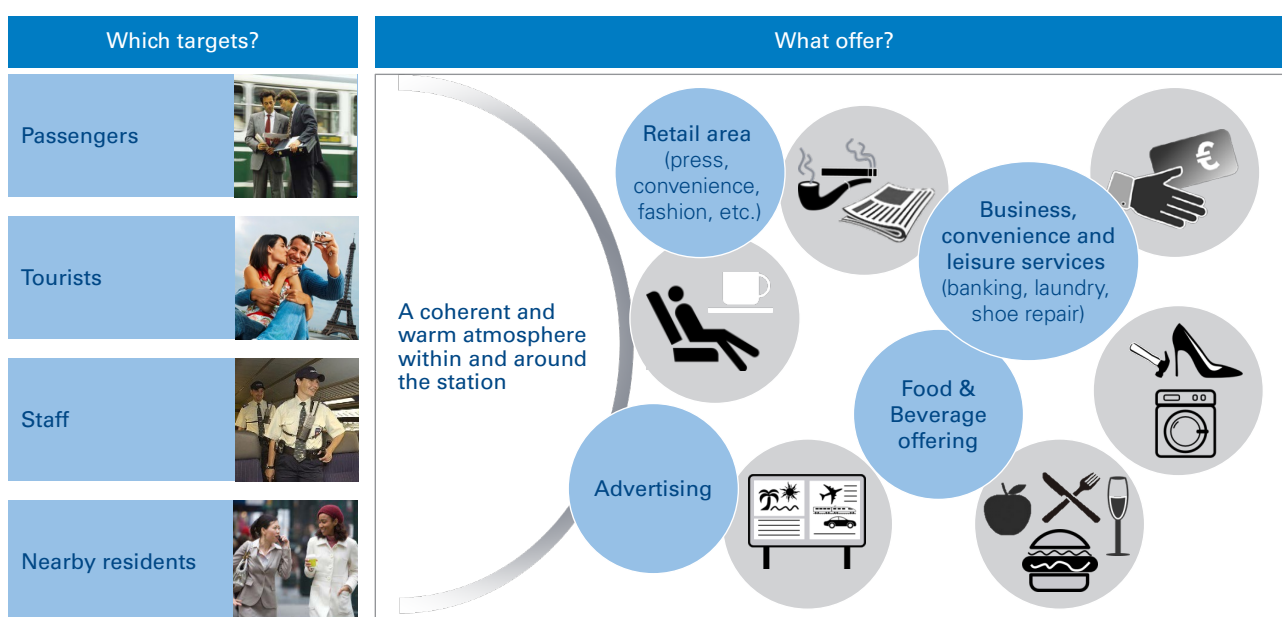 Which targets?
What offer?
Passengers
Tourists
Staff
Nearby residents
A coherent and
warm atmosphere
within and around
the station
Retail area
(press,
convenience,
fashion, etc.)
£
Business,
convenience and
leisure services
(banking, laundry,
shoe repair)
Food &
Beverage
offering
Advertising